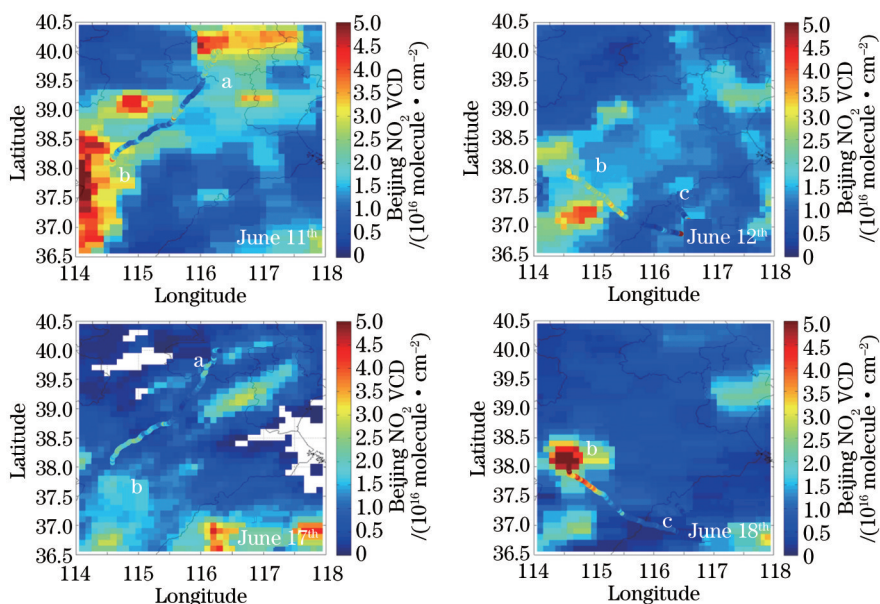 40.5
40.0
39.5
39.0
38.5
38.0
37.5
37.0
36.5
Latitude
114 115 116 117 118
Longitude
a
b
June 11th
5.0
4.5
4.0
3.5
3.0
2.5
2.0
1.5
1.0
0.5
0
Beijing NO2 VCD
/(10^16 molecule • cm^-2)
40.5
40.0
39.5
39.0
38.5
38.0
37.5
37.0
36.5
Latitude
114 115 116 117 118
Longitude
b
c
June 12th
5.0
4.5
4.0
3.5
3.0
2.5
2.0
1.5
1.0
0.5
0
Beijing NO2 VCD
/(10^16 molecule • cm^-2)
40.5
40.0
39.5
39.0
38.5
38.0
37.5
37.0
36.5
Latitude
114 115 116 117 118
Longitude
a
b
June 17th
5.0
4.5
4.0
3.5
3.0
2.5
2.0
1.5
1.0
0.5
0
Beijing NO2 VCD
/(10^16 molecule • cm^-2)
40.5
40.0
39.5
39.0
38.5
38.0
37.5
37.0
36.5
Latitude
114 115 116 117 118
Longitude
b
c
June 18th
5.0
4.5
4.0
3.5
3.0
2.5
2.0
1.5
1.0
0.5
0
Beijing NO2 VCD
/(10^16 molecule • cm^-2)